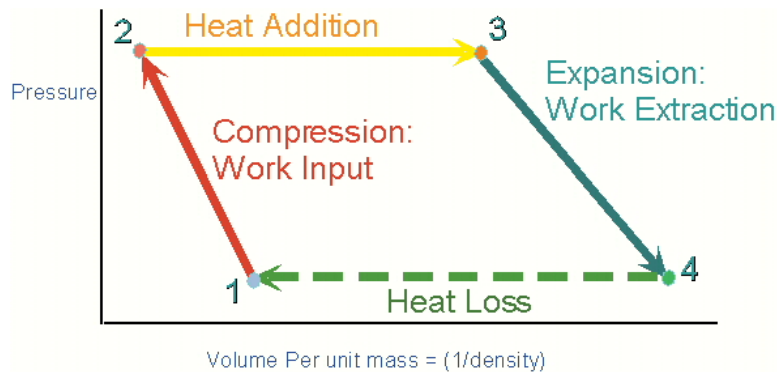 2
Heat Addition
3
Pressure
Expansion:
Work Extraction
Compression:
Work Input
1
4
Heat Loss
Volume Per unit mass = (1/density)